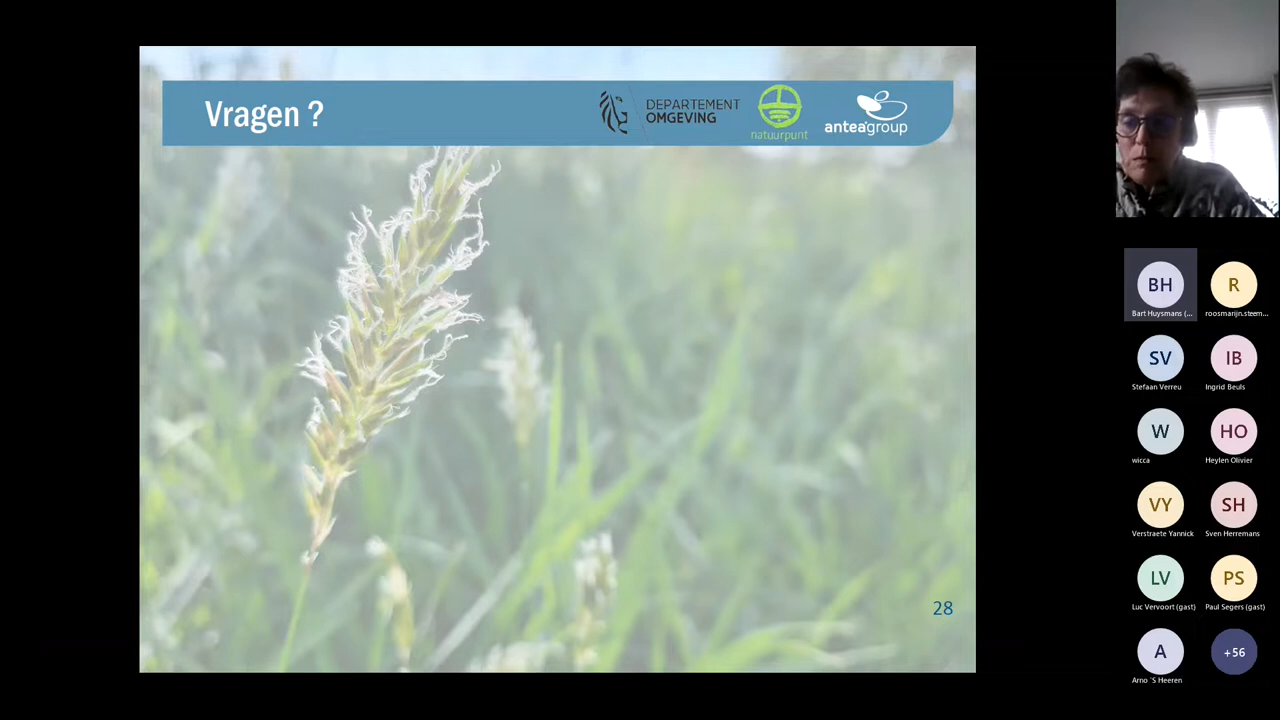 Vragen ?
DEPARTEMENT
OMGEVING
natuurpunt
anteagroup
28
BH
Bart Huysmans (...
R
roosmarijn.steem...
SV
Stefaan Verreu
IB
Ingrid Beuls
W
wicca
HO
Heylen Olivier
VY
Verstraete Yannick
SH
Sven Herremans
LV
Luc Vervoort (gast)
PS
Paul Segers (gast)
A
Arno ´S Heeren
+56